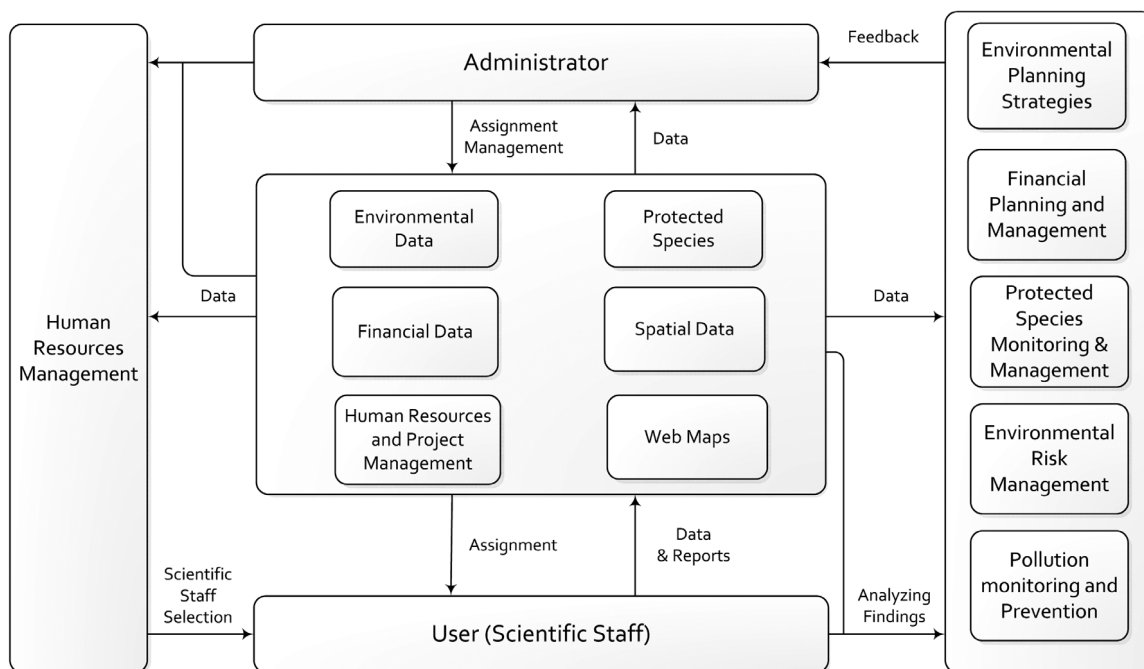 Administrator
Feedback
Assignment
Management
Data
Environmental
Planning
Strategies
Financial
Planning and
Management
Protected
Species
Monitoring &
Management
Environmental
Risk
Management
Pollution
monitoring and
Prevention
Environmental
Data
Protected
Species
Financial Data
Spatial Data
Human Resources
and Project
Management
Web Maps
Data
Data
Human
Resources
Management
Assignment
Data
& Reports
Scientific
Staff
Selection
User (Scientific Staff)
Analyzing
Findings